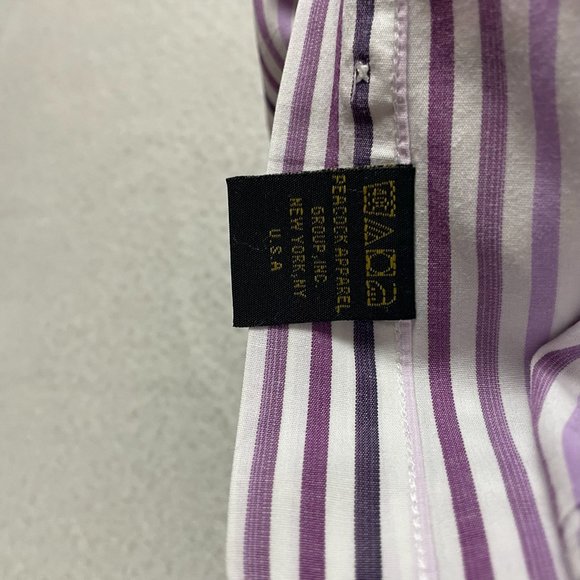 PEACOCK APPAREL
GROUP, INC.
NEW YORK, NY
U.S.A